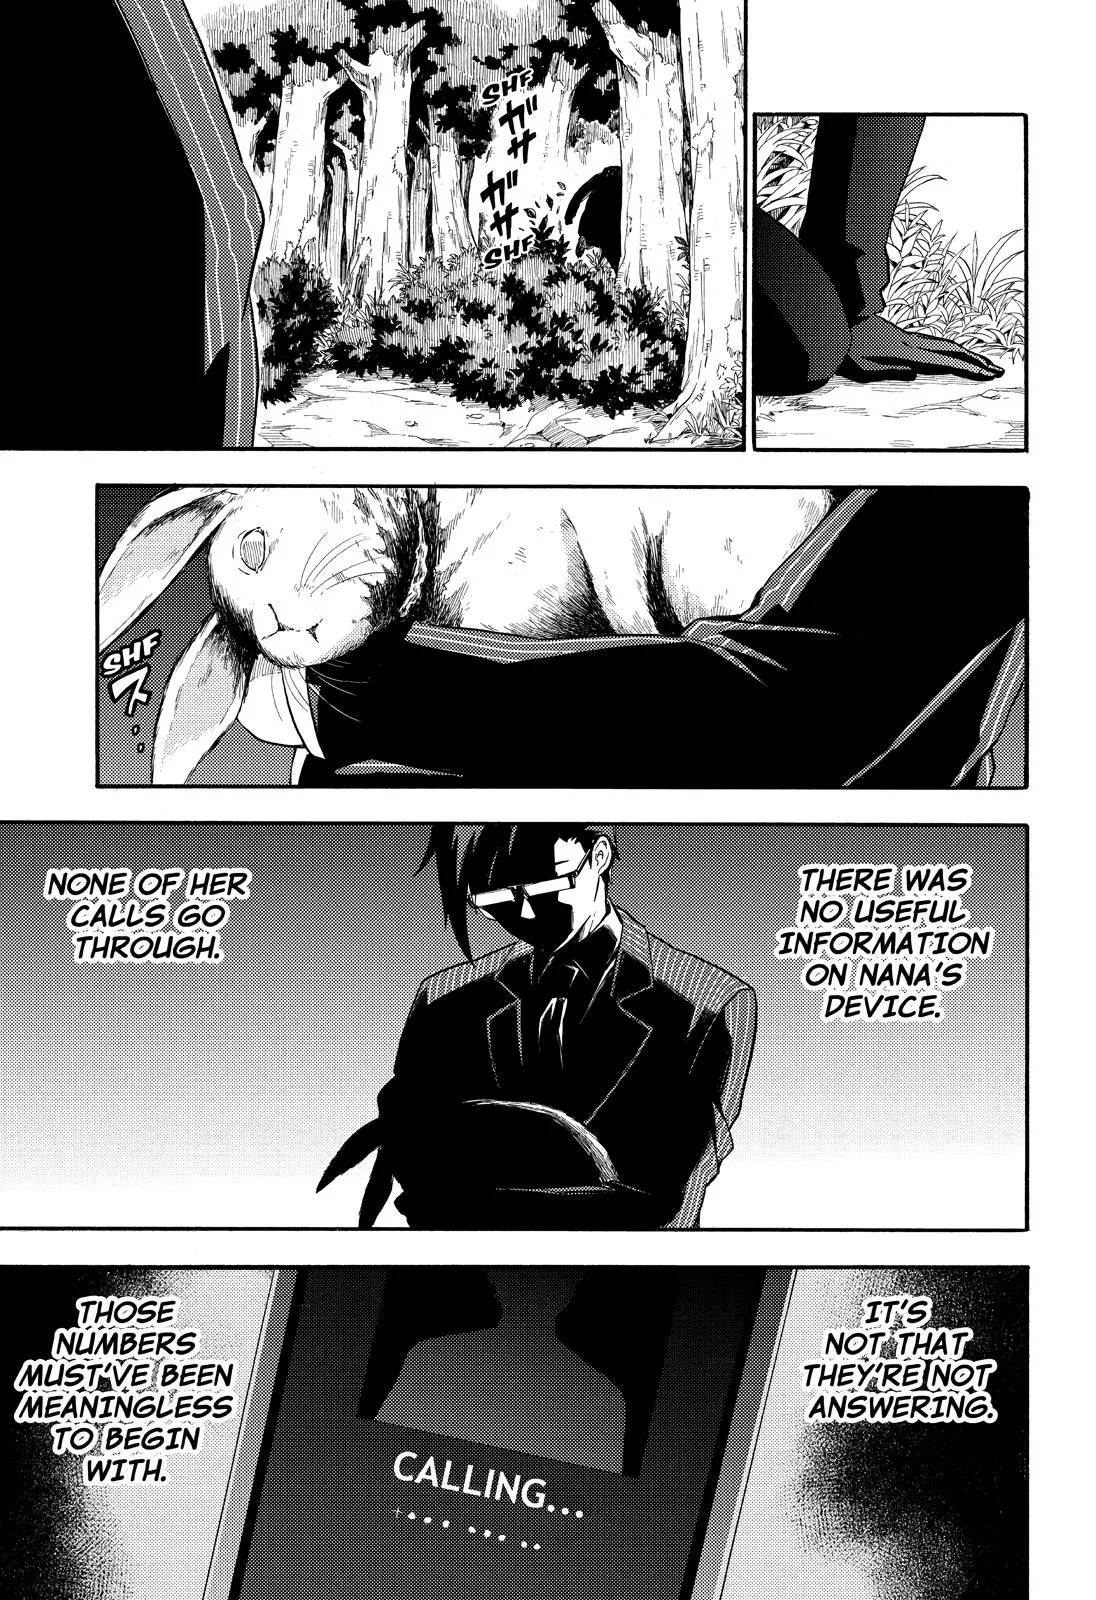 SHF
ガサ
ガサ
SHF
SHF
ス...
THERE WAS
NO USEFUL
INFORMATION
ON NANA'S
DEVICE.
NONE OF HER
CALLS GO
THROUGH.
IT'S
NOT THAT
THEY'RE NOT
ANSWERING.
THOSE
NUMBERS
MUST'VE BEEN
MEANINGLESS
TO BEGIN
WITH.
CALLING...